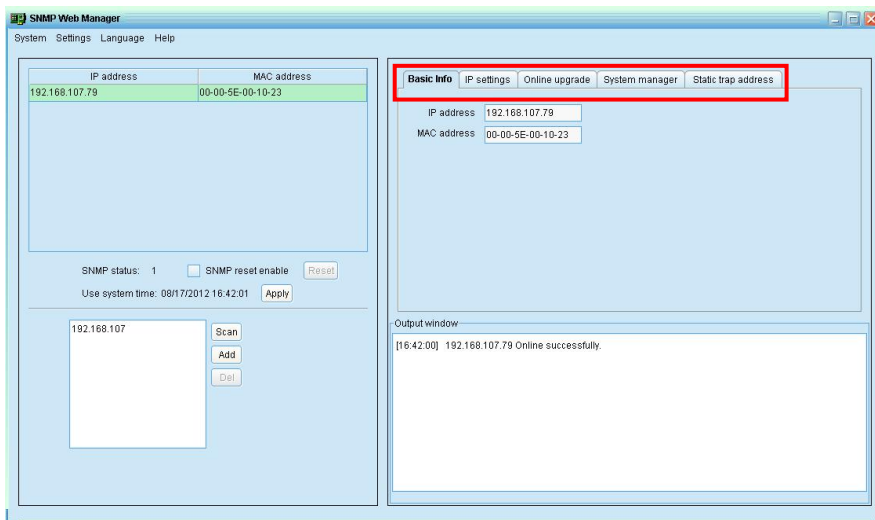 SNMP Web Manager
System Settings Language Help
IP address MAC address
192.168.107.79 00-00-5E-00-10-23
SNMP status: 1 SNMP reset enable Reset
Use system time: 08/17/2012 16:42:01 Apply
192.168.107
Scan
Add
Del
Basic Info IP settings Online upgrade System manager Static trap address
IP address 192.168.107.79
MAC address 00-00-5E-00-10-23
Output window
[16:42:00] 192.168.107.79 Online successfully.